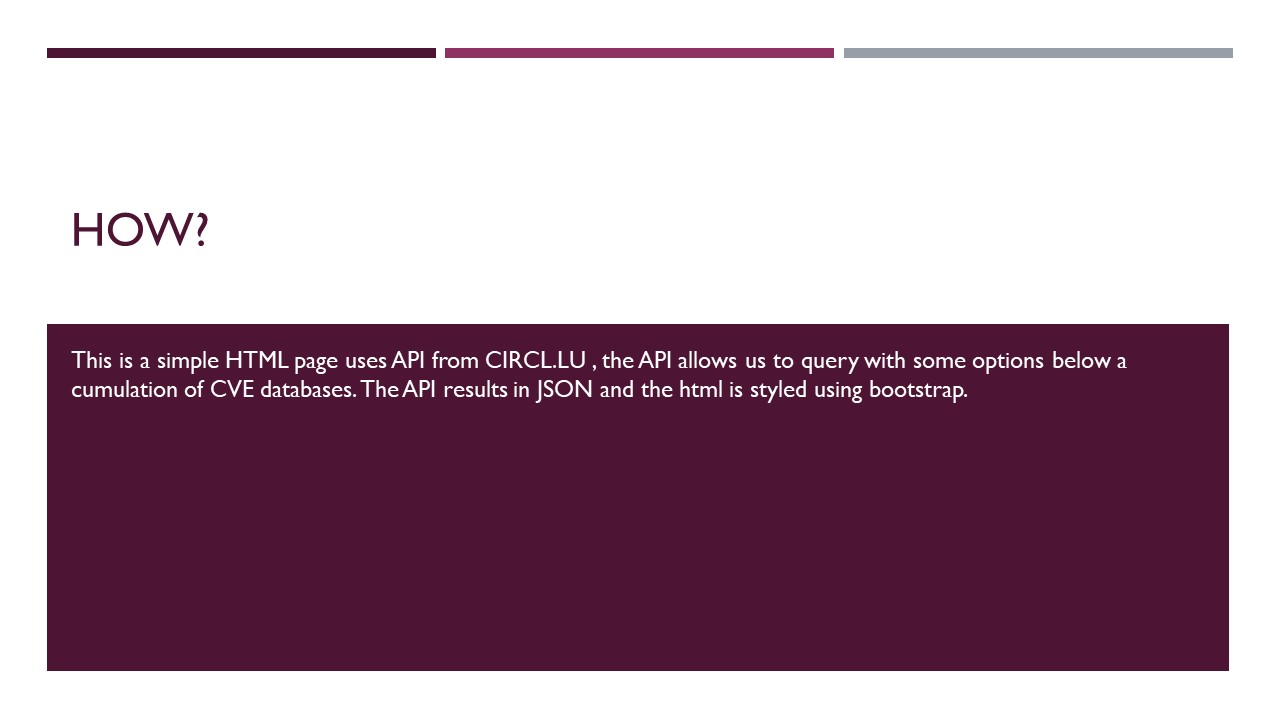 HOW?
This is a simple HTML page uses API from CIRCL.LU , the API allows us to query with some options below a
cumulation of CVE databases. The API results in JSON and the html is styled using bootstrap.